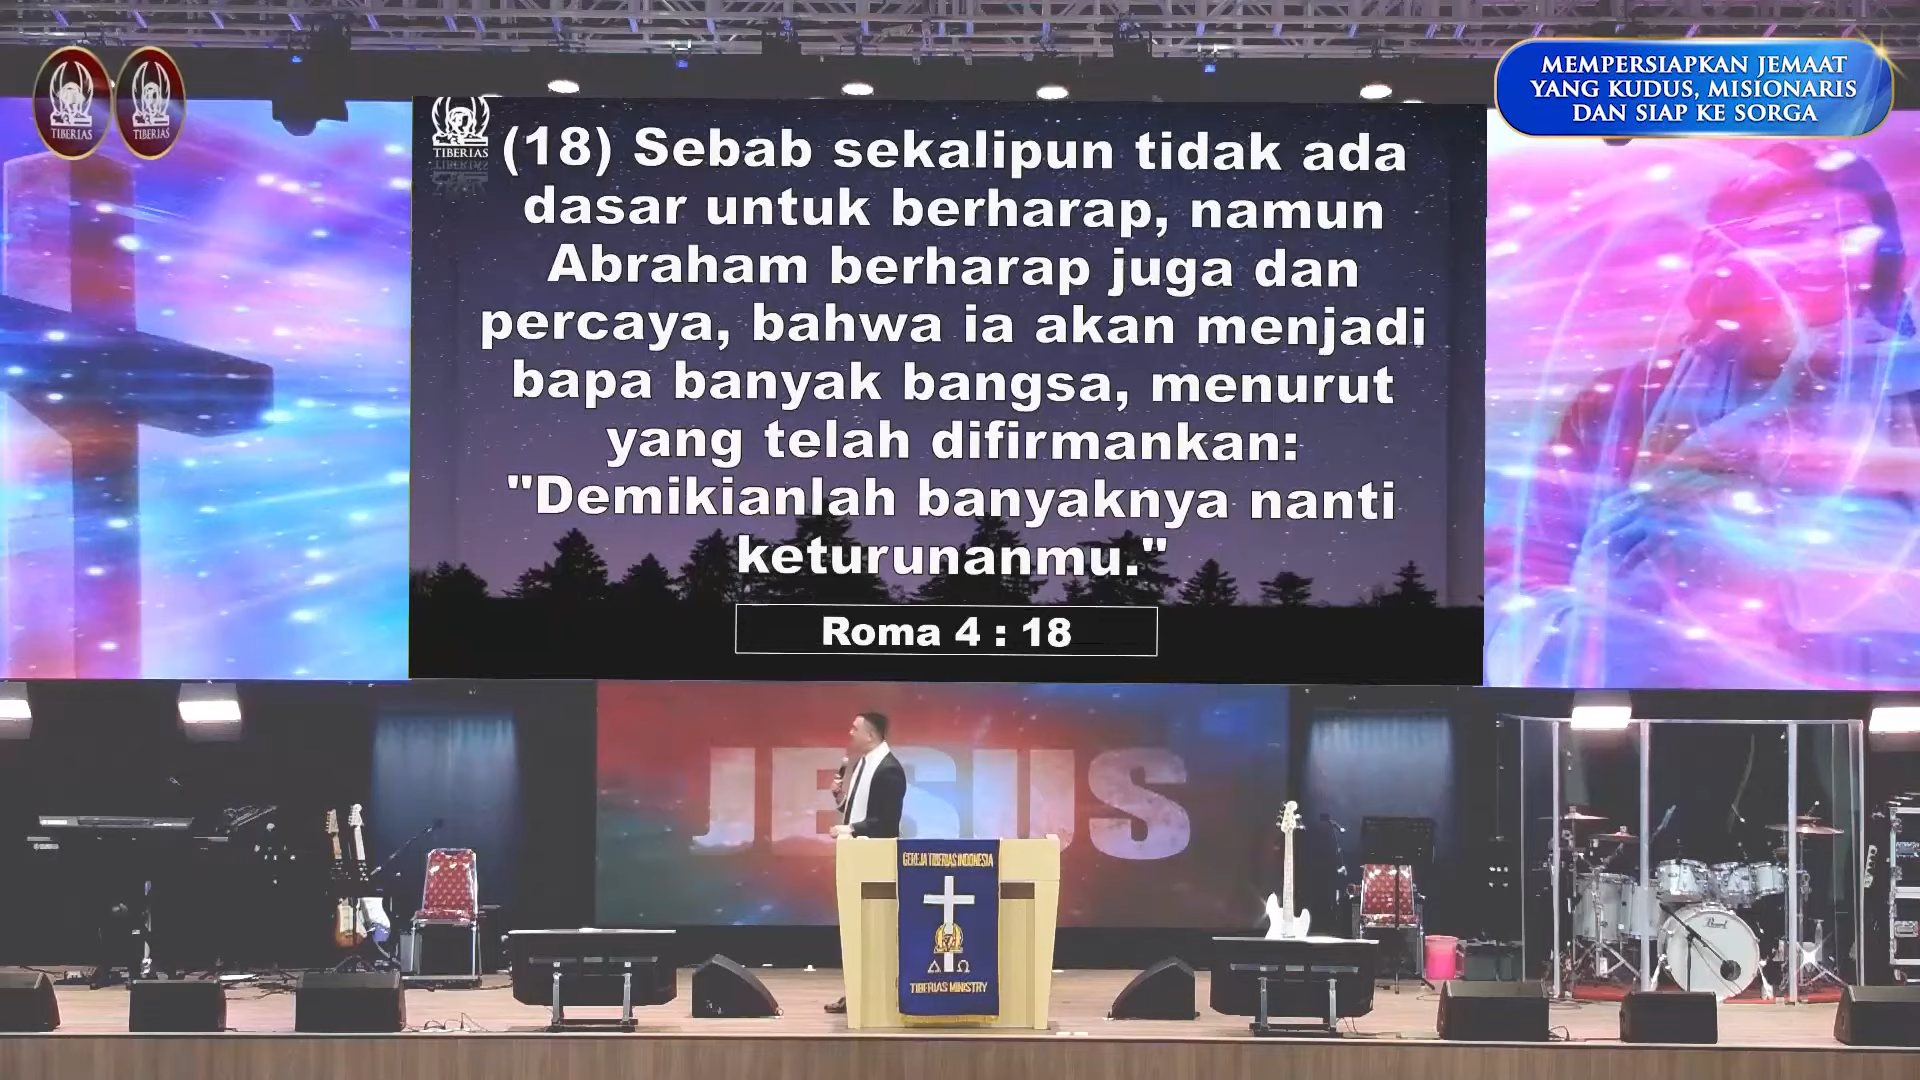 TIBERIAS
TIBERIAS
MEMPERSIAPKAN JEMAAT
YANG KUDUS, MISIONARIS
DAN SIAP KE SORGA
TIBERIAS
(18) Sebab sekalipun tidak ada
dasar untuk berharap, namun
Abraham berharap juga dan
percaya, bahwa ia akan menjadi
bapa banyak bangsa, menurut
yang telah difirmankan:
"Demikianlah banyaknya nanti
keturunanmu."
Roma 4 : 18
JESUS
GEREJA TIBERIAS INDONESIA
Δ Ω
TIBERIAS MINISTRY
Pearl